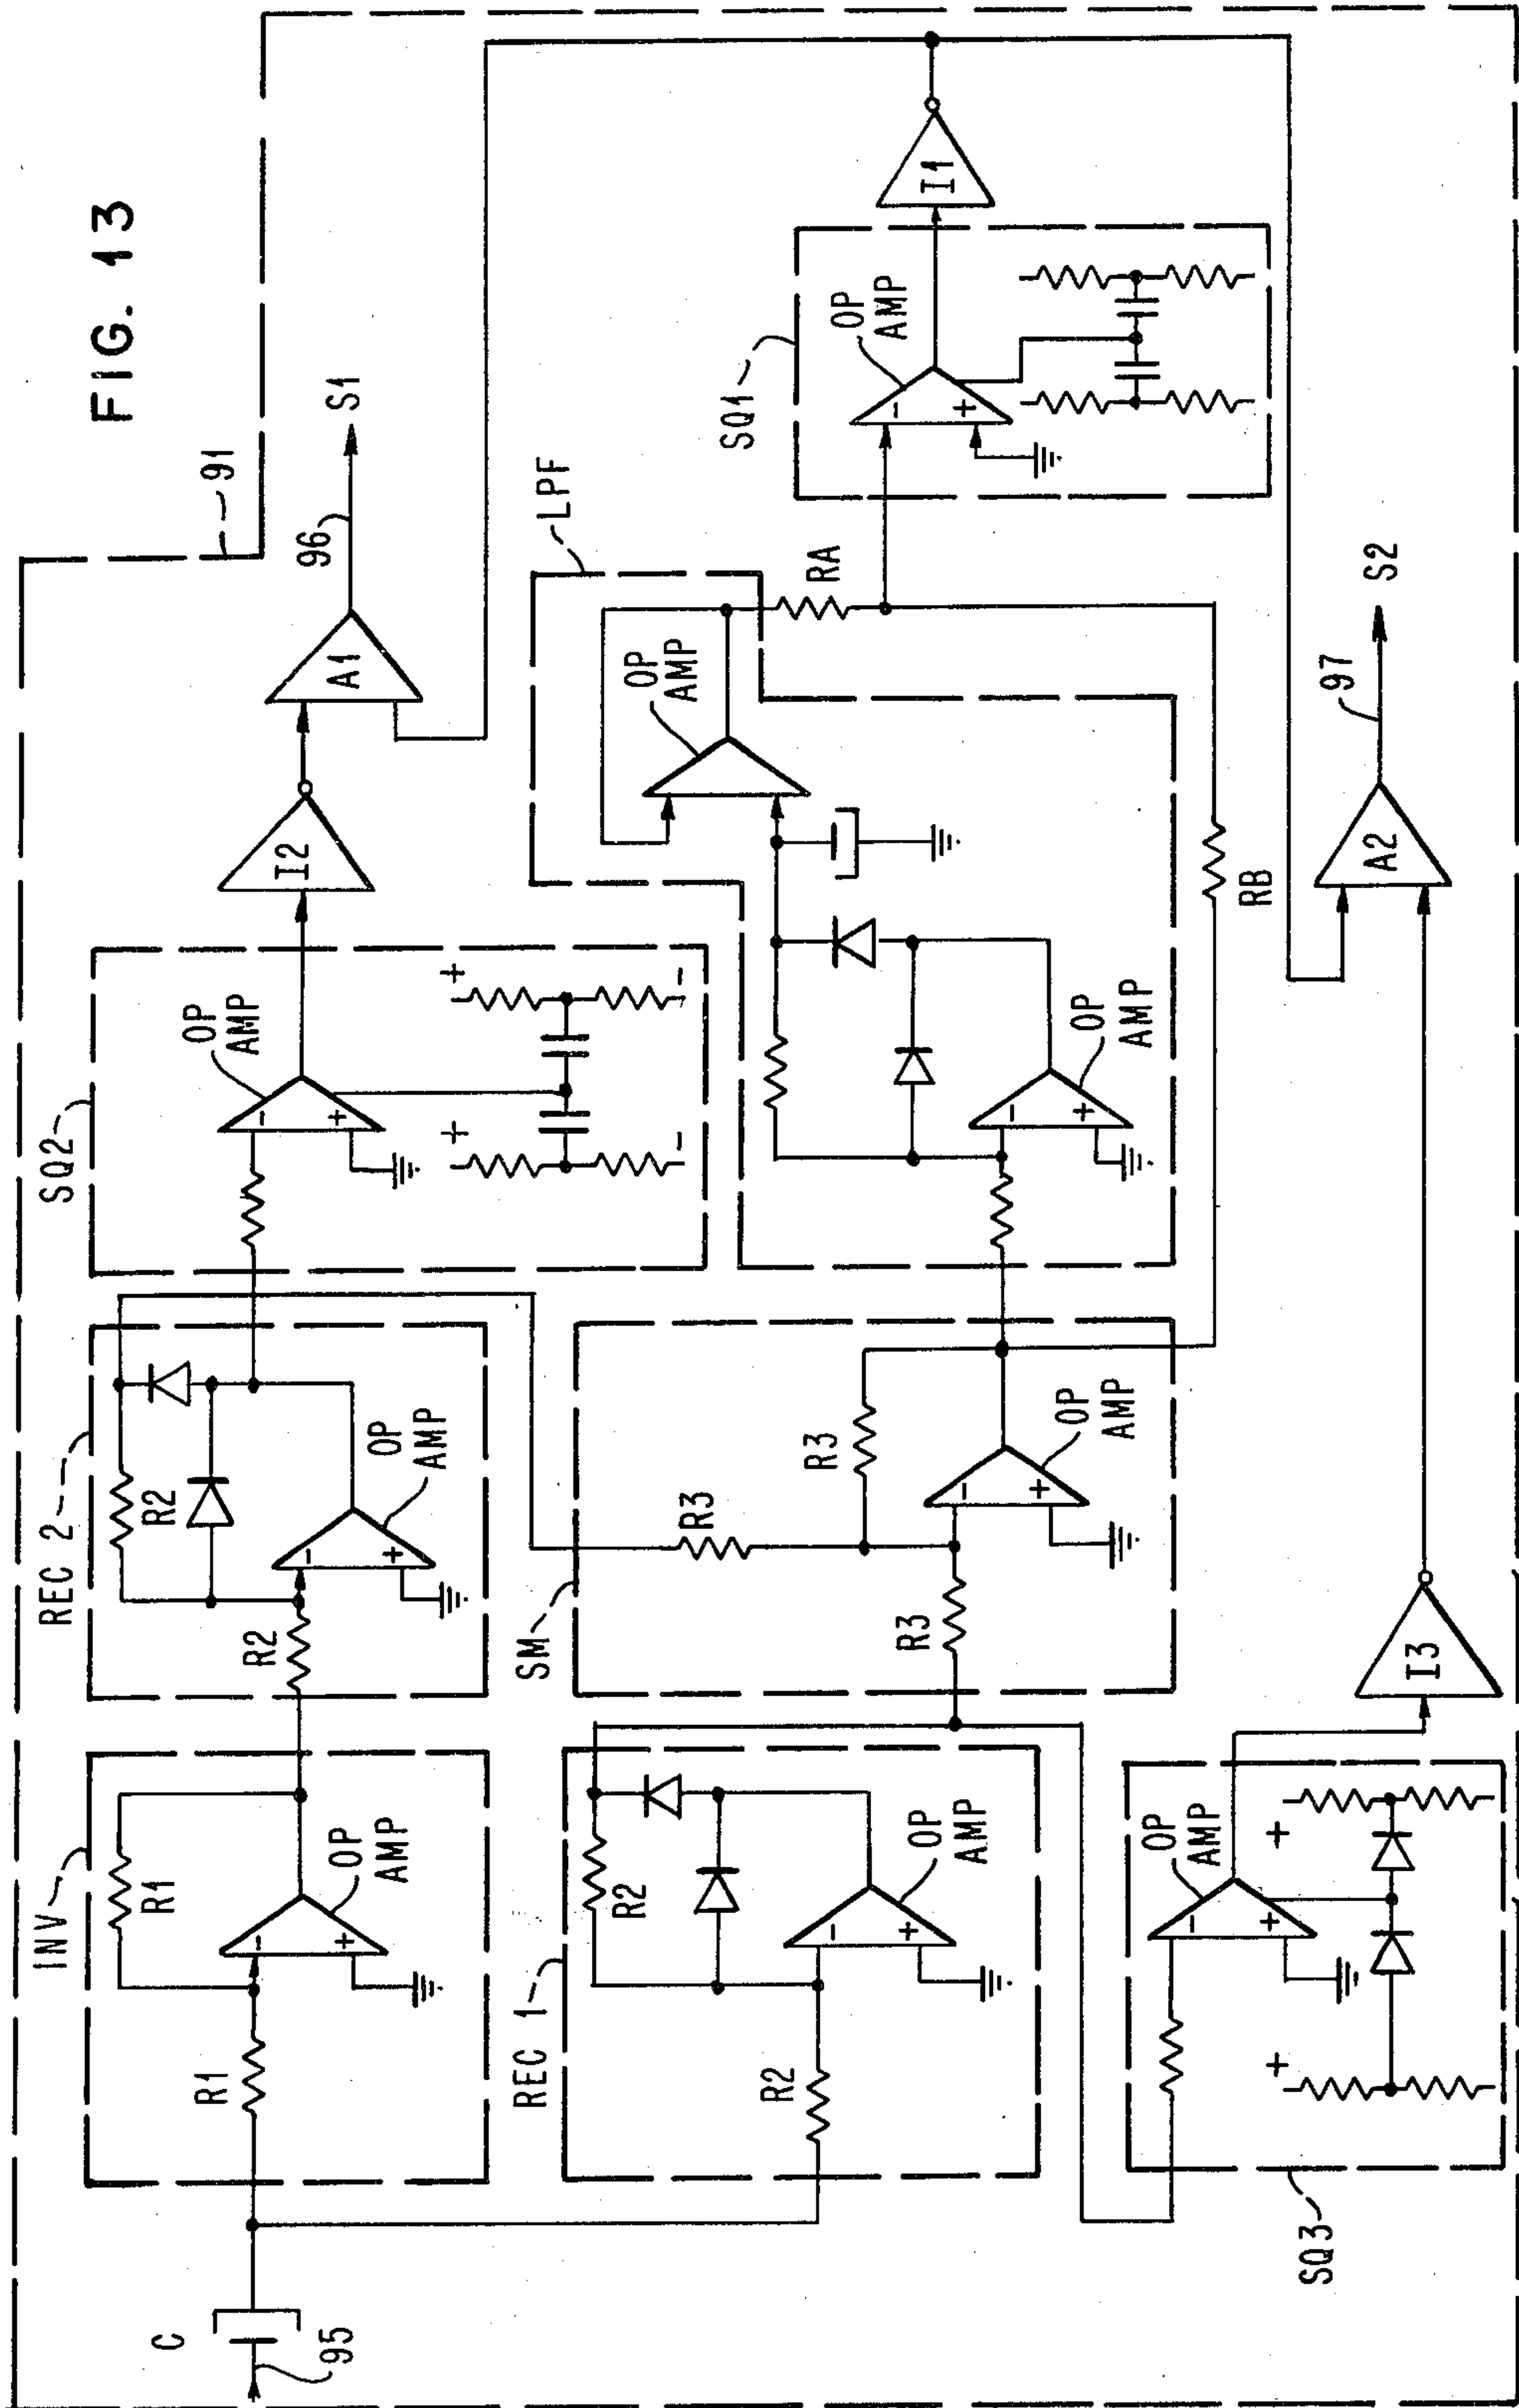 FIG. 13
91
C
95
INV
R1
R1
-
+
OP
AMP
REC 2
R2
R2
-
+
OP
AMP
SQ2
-
+
OP
AMP
+
-
+
-
I2
A1
96
S1
REC 1
R2
R2
-
+
OP
AMP
SM
R3
R3
R3
-
+
OP
AMP
LPF
-
+
OP
AMP
OP
AMP
RA
RB
SQ1
-
+
OP
AMP
I1
SQ3
-
+
OP
AMP
+
+
I3
A2
97
S2